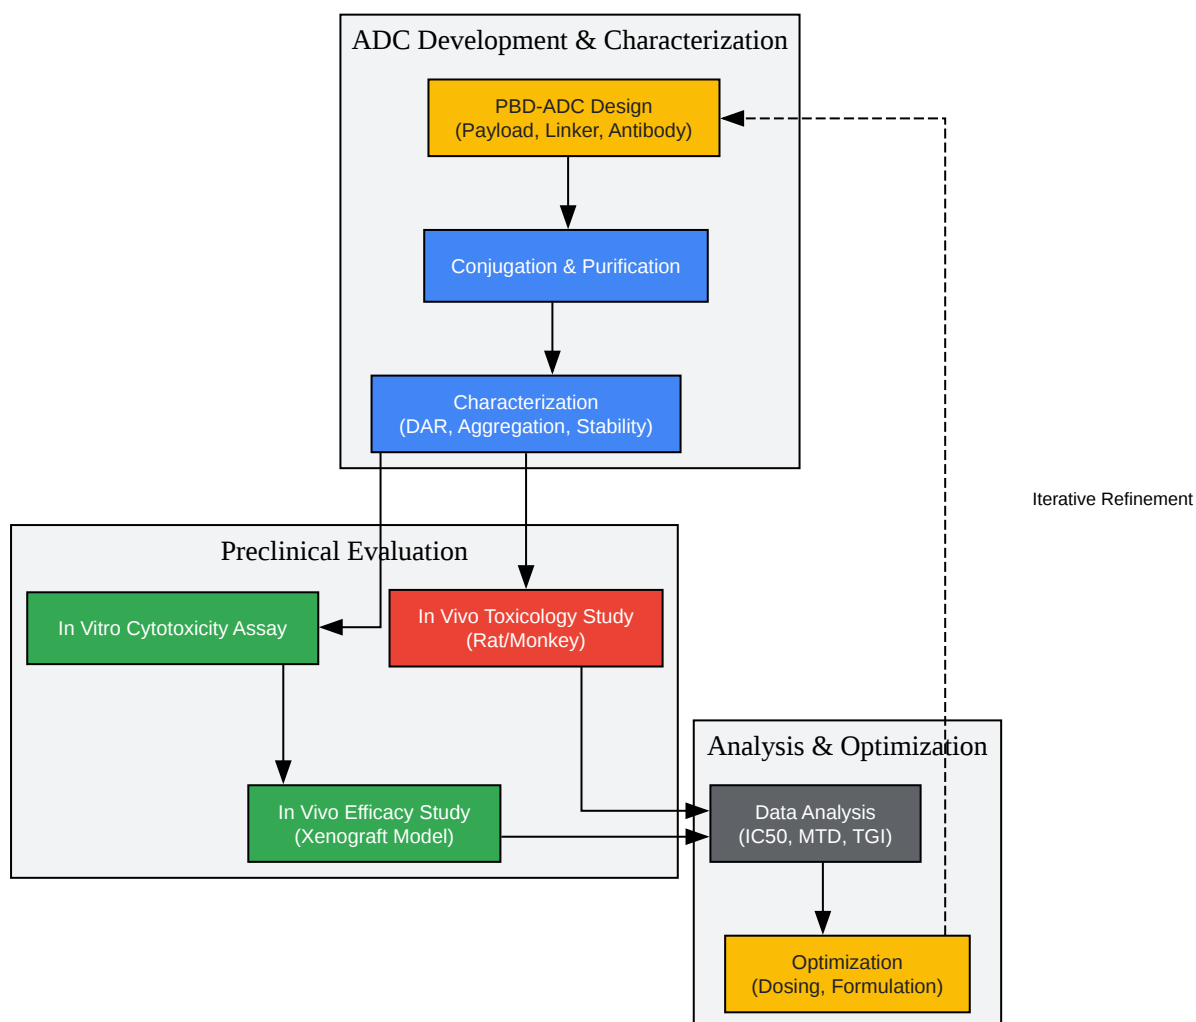 ADC Development & Characterization
PBD-ADC Design
(Payload, Linker, Antibody)
Conjugation & Purification
Characterization
(DAR, Aggregation, Stability)
Iterative Refinement
Preclinical Evaluation
In Vitro Cytotoxicity Assay
In Vivo Toxicology Study
(Rat/Monkey)
In Vivo Efficacy Study
(Xenograft Model)
Analysis & Optimization
Data Analysis
(IC50, MTD, TGI)
Optimization
(Dosing, Formulation)